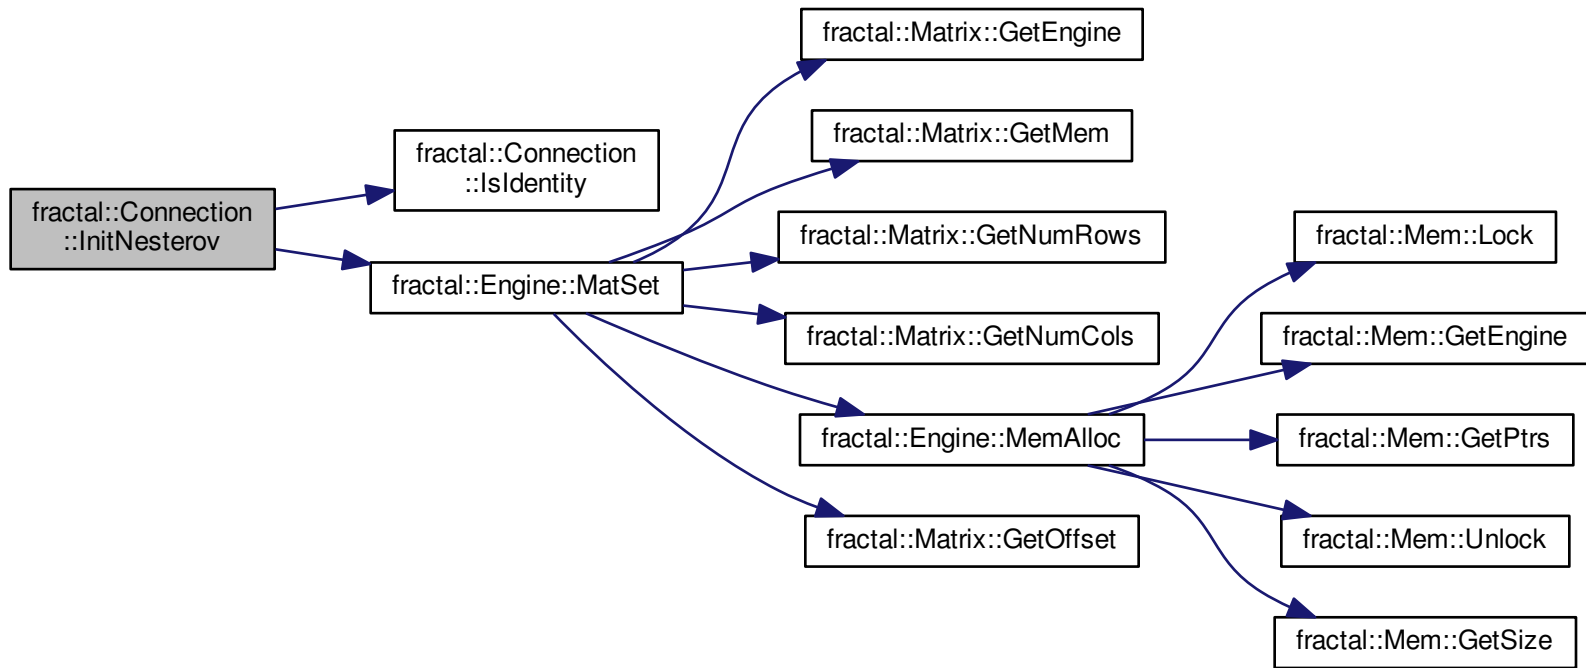 fractal::Connection
::InitNesterov
fractal::Connection
::IsIdentity
fractal::Engine::MatSet
fractal::Matrix::GetEngine
fractal::Matrix::GetMem
fractal::Matrix::GetNumRows
fractal::Matrix::GetNumCols
fractal::Engine::MemAlloc
fractal::Matrix::GetOffset
fractal::Mem::Lock
fractal::Mem::GetEngine
fractal::Mem::GetPtrs
fractal::Mem::Unlock
fractal::Mem::GetSize